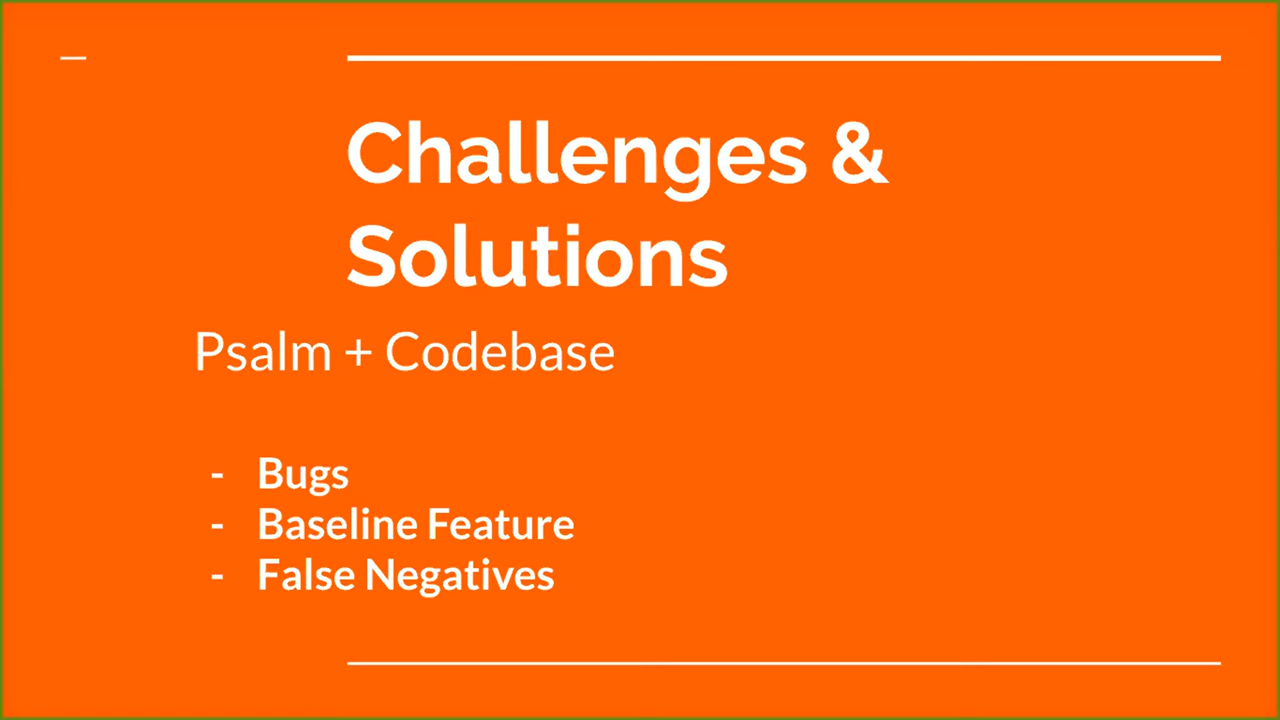 Challenges &
Solutions
Psalm + Codebase
- Bugs
- Baseline Feature
- False Negatives